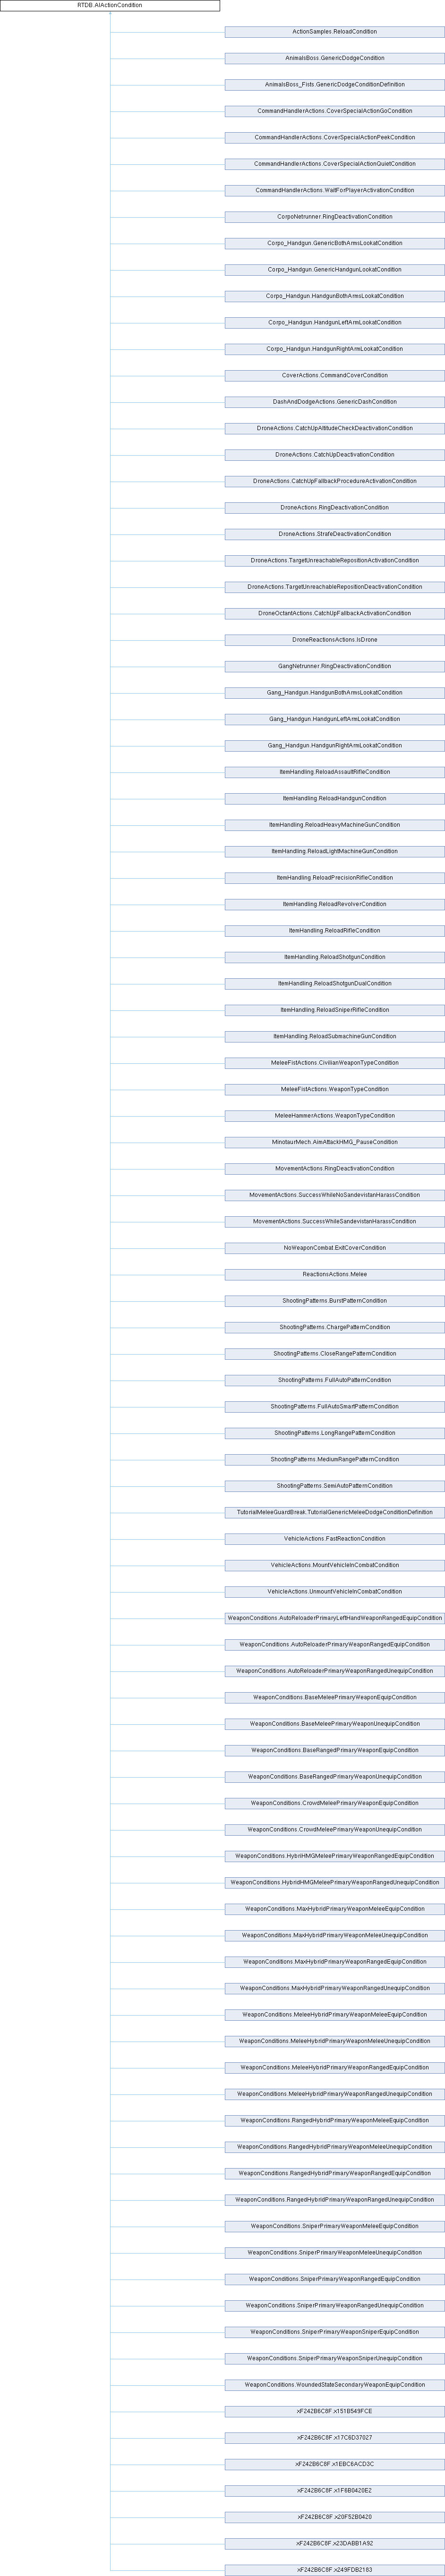 RTDB.AIActionCondition
ActionSamples.ReloadCondition
AnimalsBoss.GenericDodgeCondition
AnimalsBoss_Fists.GenericDodgeConditionDefinition
CommandHandlerActions.CoverSpecialActionGoCondition
CommandHandlerActions.CoverSpecialActionPeekCondition
CommandHandlerActions.CoverSpecialActionQuietCondition
CommandHandlerActions.WaitForPlayerActivationCondition
CorpoNetrunner.RingDeactivationCondition
Corpo_Handgun.GenericBothArmsLookatCondition
Corpo_Handgun.GenericHandgunLookatCondition
Corpo_Handgun.HandgunBothArmsLookatCondition
Corpo_Handgun.HandgunLeftArmLookatCondition
Corpo_Handgun.HandgunRightArmLookatCondition
CoverActions.CommandCoverCondition
DashAndDodgeActions.GenericDashCondition
DroneActions.CatchUpAltitudeCheckDeactivationCondition
DroneActions.CatchUpDeactivationCondition
DroneActions.CatchUpFallbackProcedureActivationCondition
DroneActions.RingDeactivationCondition
DroneActions.StrafeDeactivationCondition
DroneActions.TargetUnreachableRepositionActivationCondition
DroneActions.TargetUnreachableRepositionDeactivationCondition
DroneOctantActions.CatchUpFallbackActivationCondition
DroneReactionsActions.IsDrone
GangNetrunner.RingDeactivationCondition
Gang_Handgun.HandgunBothArmsLookatCondition
Gang_Handgun.HandgunLeftArmLookatCondition
Gang_Handgun.HandgunRightArmLookatCondition
ItemHandling.ReloadAssaultRifleCondition
ItemHandling.ReloadHandgunCondition
ItemHandling.ReloadHeavyMachineGunCondition
ItemHandling.ReloadLightMachineGunCondition
ItemHandling.ReloadPrecisionRifleCondition
ItemHandling.ReloadRevolverCondition
ItemHandling.ReloadRifleCondition
ItemHandling.ReloadShotgunCondition
ItemHandling.ReloadShotgunDualCondition
ItemHandling.ReloadSniperRifleCondition
ItemHandling.ReloadSubmachineGunCondition
MeleeFistActions.CivilianWeaponTypeCondition
MeleeFistActions.WeaponTypeCondition
MeleeHammerActions.WeaponTypeCondition
MinotaurMech.AimAttackHMG_PauseCondition
MovementActions.RingDeactivationCondition
MovementActions.SuccessWhileNoSandevistanHarassCondition
MovementActions.SuccessWhileSandevistanHarassCondition
NoWeaponCombat.ExitCoverCondition
ReactionsActions.Melee
ShootingPatterns.BurstPatternCondition
ShootingPatterns.ChargePatternCondition
ShootingPatterns.CloseRangePatternCondition
ShootingPatterns.FullAutoPatternCondition
ShootingPatterns.FullAutoSmartPatternCondition
ShootingPatterns.LongRangePatternCondition
ShootingPatterns.MediumRangePatternCondition
ShootingPatterns.SemiAutoPatternCondition
TutorialMeleeGuardBreak.TutorialGenericMeleeDodgeConditionDefinition
VehicleActions.FastReactionCondition
VehicleActions.MountVehicleInCombatCondition
VehicleActions.UnmountVehicleInCombatCondition
WeaponConditions.AutoReloaderPrimaryLeftHandWeaponRangedEquipCondition
WeaponConditions.AutoReloaderPrimaryWeaponRangedEquipCondition
WeaponConditions.AutoReloaderPrimaryWeaponRangedUnequipCondition
WeaponConditions.BaseMeleePrimaryWeaponEquipCondition
WeaponConditions.BaseMeleePrimaryWeaponUnequipCondition
WeaponConditions.BaseRangedPrimaryWeaponEquipCondition
WeaponConditions.BaseRangedPrimaryWeaponUnequipCondition
WeaponConditions.CrowdMeleePrimaryWeaponEquipCondition
WeaponConditions.CrowdMeleePrimaryWeaponUnequipCondition
WeaponConditions.HybriHMGMeleePrimaryWeaponRangedEquipCondition
WeaponConditions.HybridHMGMeleePrimaryWeaponRangedUnequipCondition
WeaponConditions.MaxHybridPrimaryWeaponMeleeEquipCondition
WeaponConditions.MaxHybridPrimaryWeaponMeleeUnequipCondition
WeaponConditions.MaxHybridPrimaryWeaponRangedEquipCondition
WeaponConditions.MaxHybridPrimaryWeaponRangedUnequipCondition
WeaponConditions.MeleeHybridPrimaryWeaponMeleeEquipCondition
WeaponConditions.MeleeHybridPrimaryWeaponMeleeUnequipCondition
WeaponConditions.MeleeHybridPrimaryWeaponRangedEquipCondition
WeaponConditions.MeleeHybridPrimaryWeaponRangedUnequipCondition
WeaponConditions.RangedHybridPrimaryWeaponMeleeEquipCondition
WeaponConditions.RangedHybridPrimaryWeaponMeleeUnequipCondition
WeaponConditions.RangedHybridPrimaryWeaponRangedEquipCondition
WeaponConditions.RangedHybridPrimaryWeaponRangedUnequipCondition
WeaponConditions.SniperPrimaryWeaponMeleeEquipCondition
WeaponConditions.SniperPrimaryWeaponMeleeUnequipCondition
WeaponConditions.SniperPrimaryWeaponRangedEquipCondition
WeaponConditions.SniperPrimaryWeaponRangedUnequipCondition
WeaponConditions.SniperPrimaryWeaponSniperEquipCondition
WeaponConditions.SniperPrimaryWeaponSniperUnequipCondition
WeaponConditions.WoundedStateSecondaryWeaponEquipCondition
xF242B6C8F.x151B549FCE
xF242B6C8F.x17C6D37027
xF242B6C8F.x1EBC6ACD3C
xF242B6C8F.x1F6B0420E2
xF242B6C8F.x20F52B0420
xF242B6C8F.x23DABB1A92
xF242B6C8F.x249FDB2183